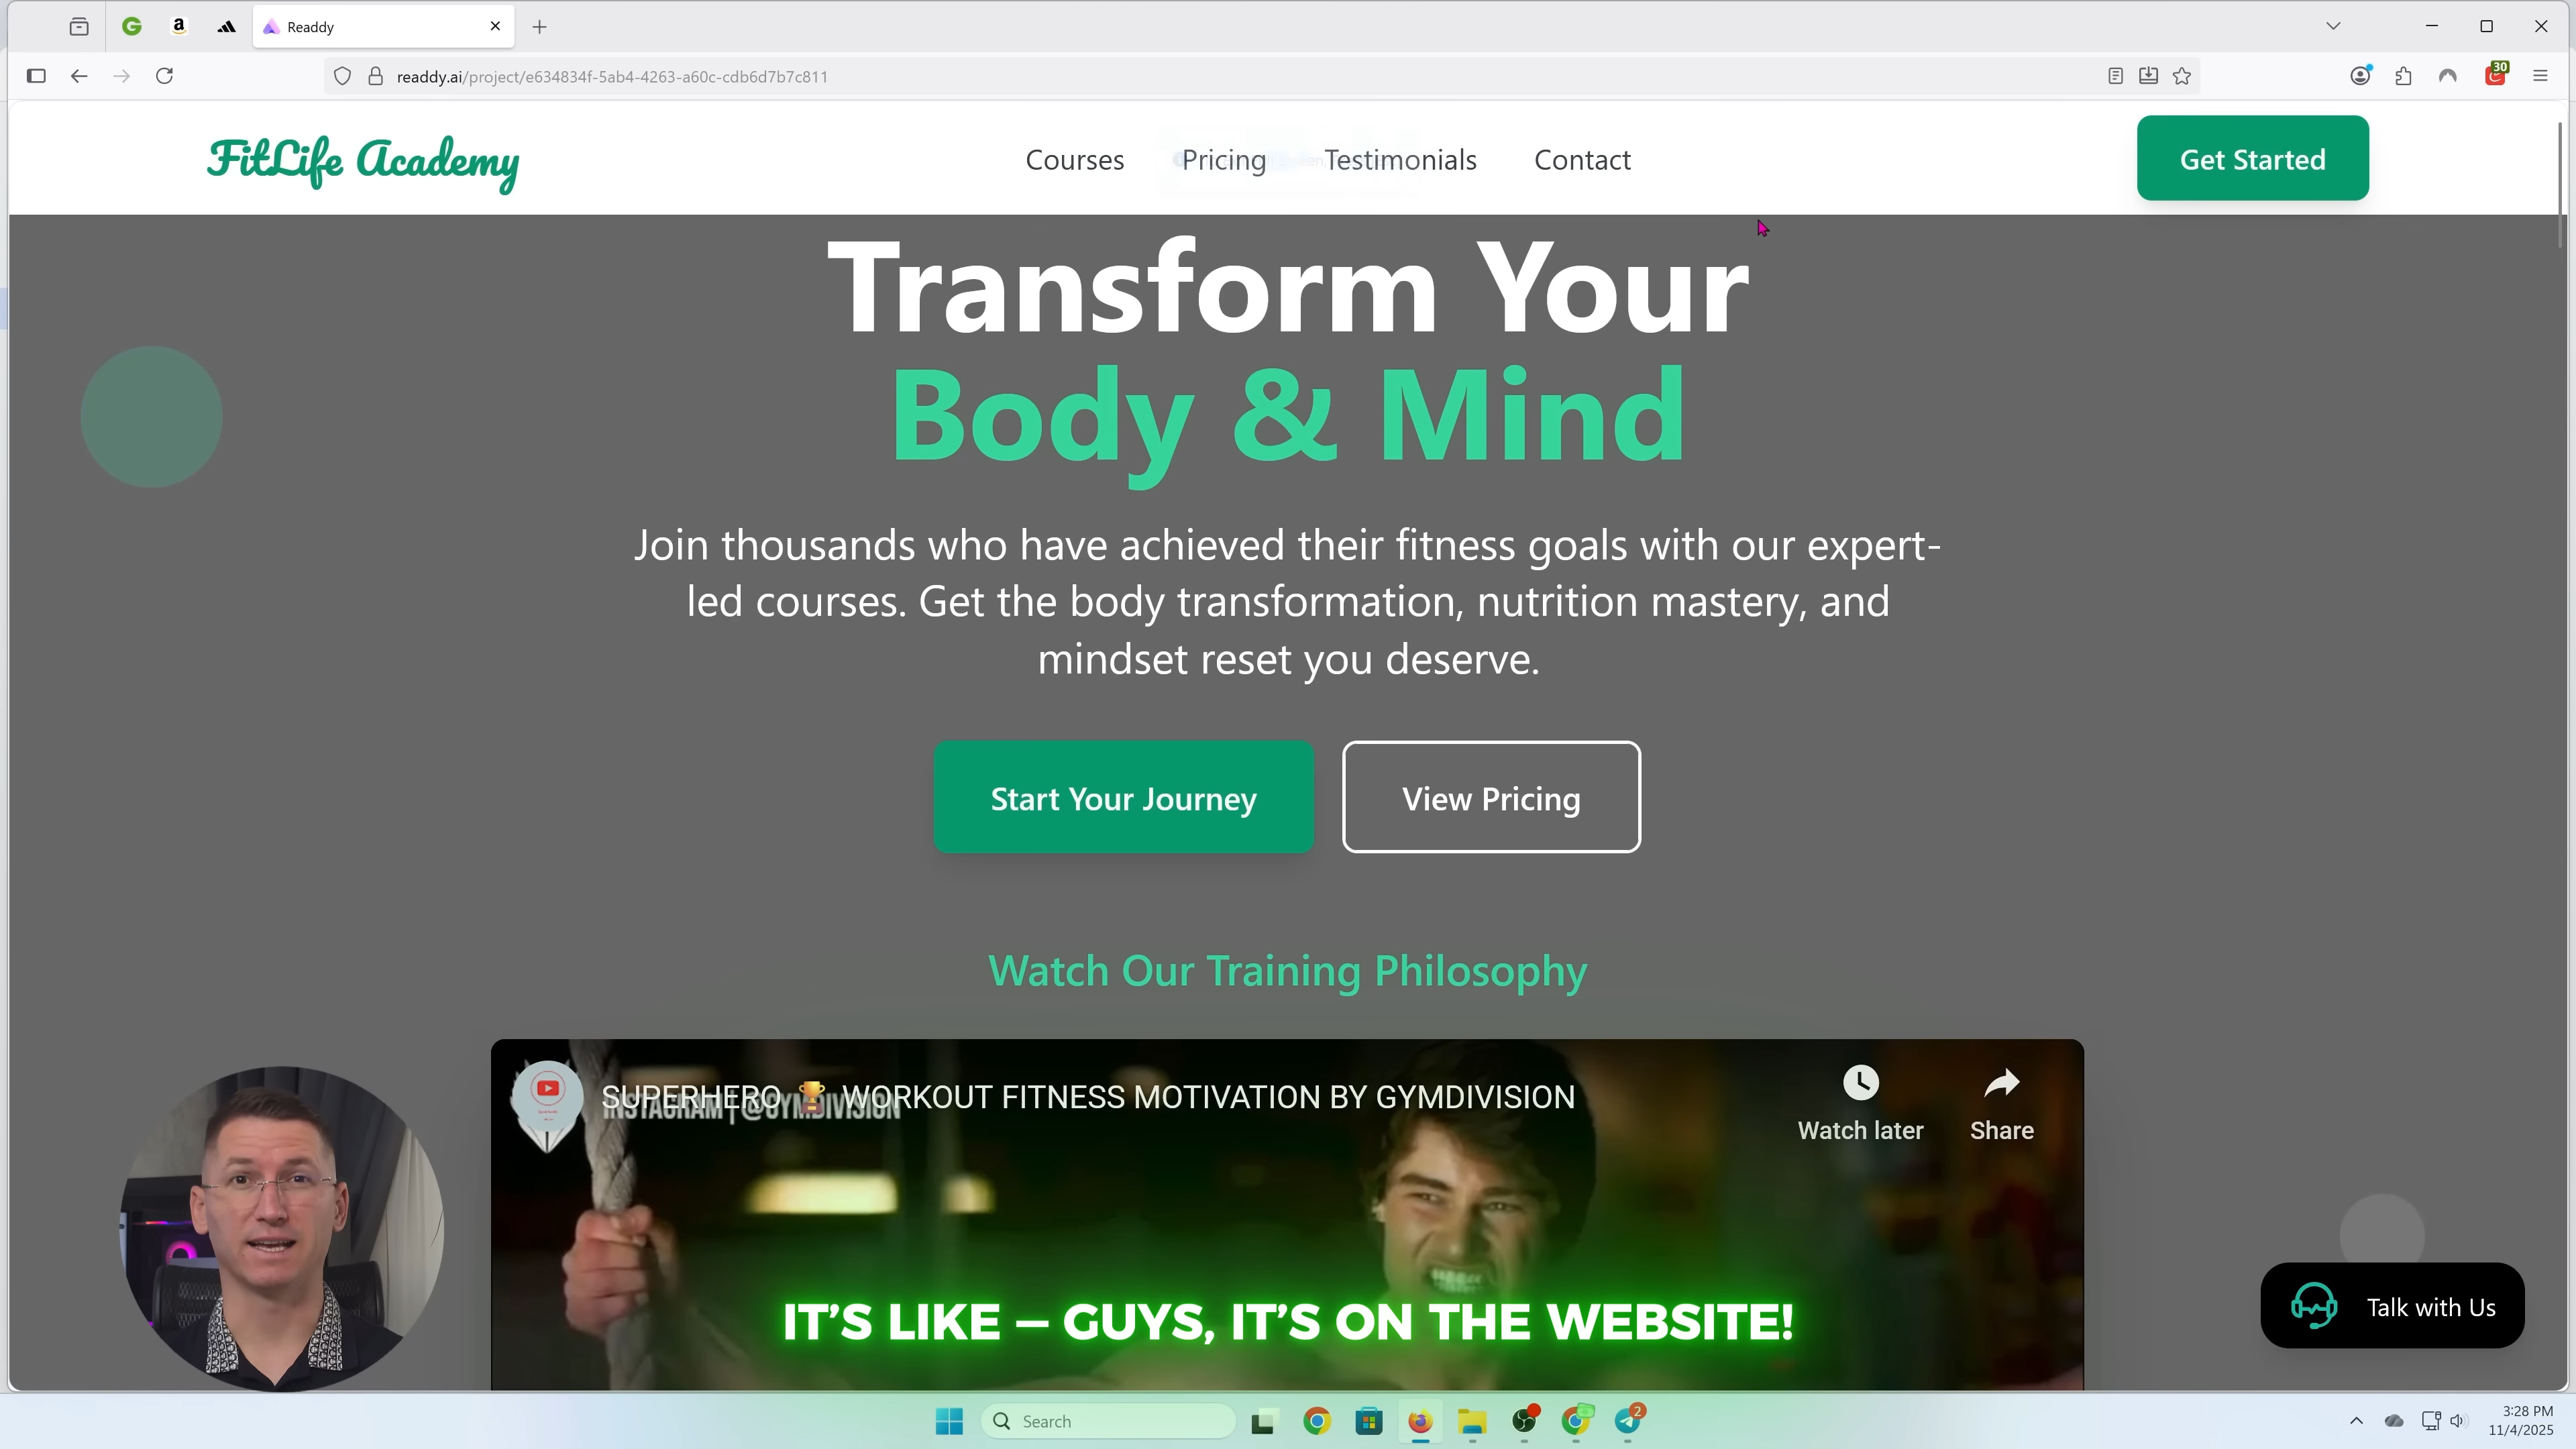 Readdy
readdy.ai/project/e634834f-5ab4-4263-a60c-cdb6d7b7c811
30
FitLife Academy
Courses
Pricing
Testimonials
Contact
Get Started
Transform Your
Body & Mind
Join thousands who have achieved their fitness goals with our expert-
led courses. Get the body transformation, nutrition mastery, and
mindset reset you deserve.
Start Your Journey
View Pricing
Watch Our Training Philosophy
SUPERHERO 🏆 WORKOUT FITNESS MOTIVATION BY GYMDIVISION
INSTAGRAM | @GYMDIVISION
Watch later
Share
IT'S LIKE — GUYS, IT'S ON THE WEBSITE!
Talk with Us
Search
2
3:28 PM
11/4/2025